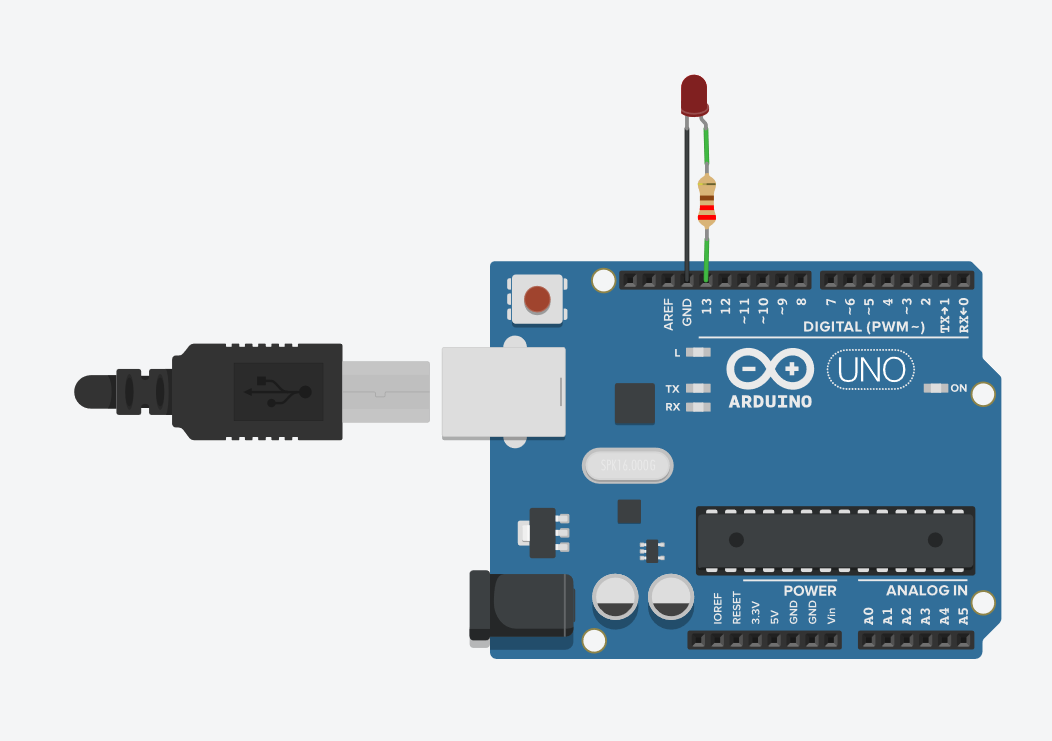 AREF
GND
13
12
~11
~10
~9
8
7
~6
~5
4
~3
2
TX→1
RX←0
DIGITAL (PWM~)
L
TX
RX
ARDUINO
UNO
ON
SPK16.000G
POWER
ANALOG IN
IOREF
RESET
3.3V
5V
GND
GND
Vin
A0
A1
A2
A3
A4
A5